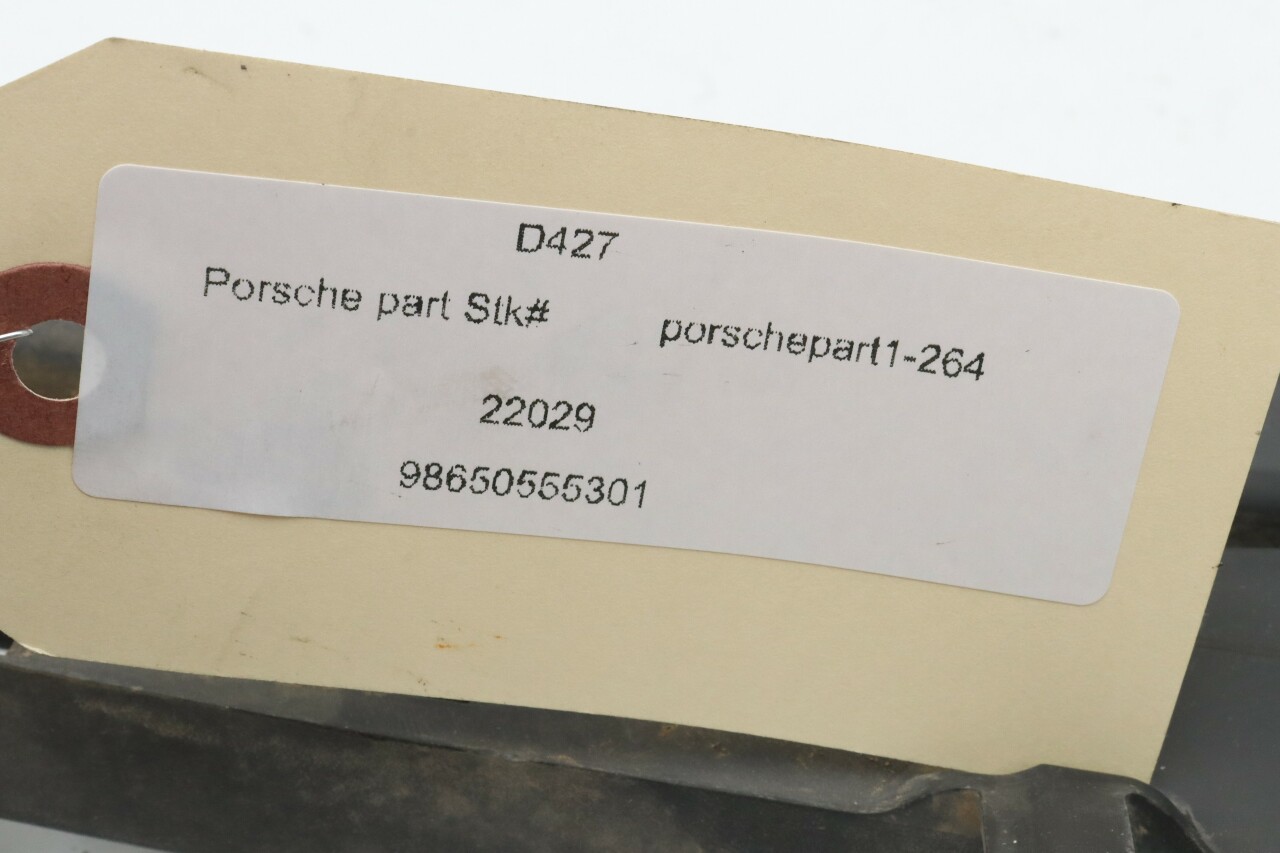 D427
Porsche part Stk# porschepart1-264
22029
98650555301